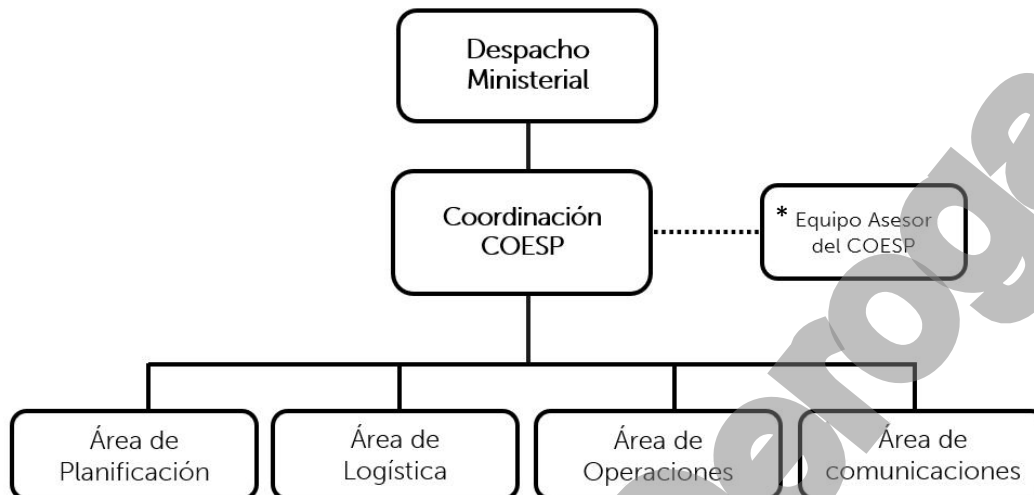 Despacho
Ministerial
Coordinación
COESP
* Equipo Asesor
del COESP
Área de
Planificación
Área de
Logística
Área de
Operaciones
Área de
comunicaciones